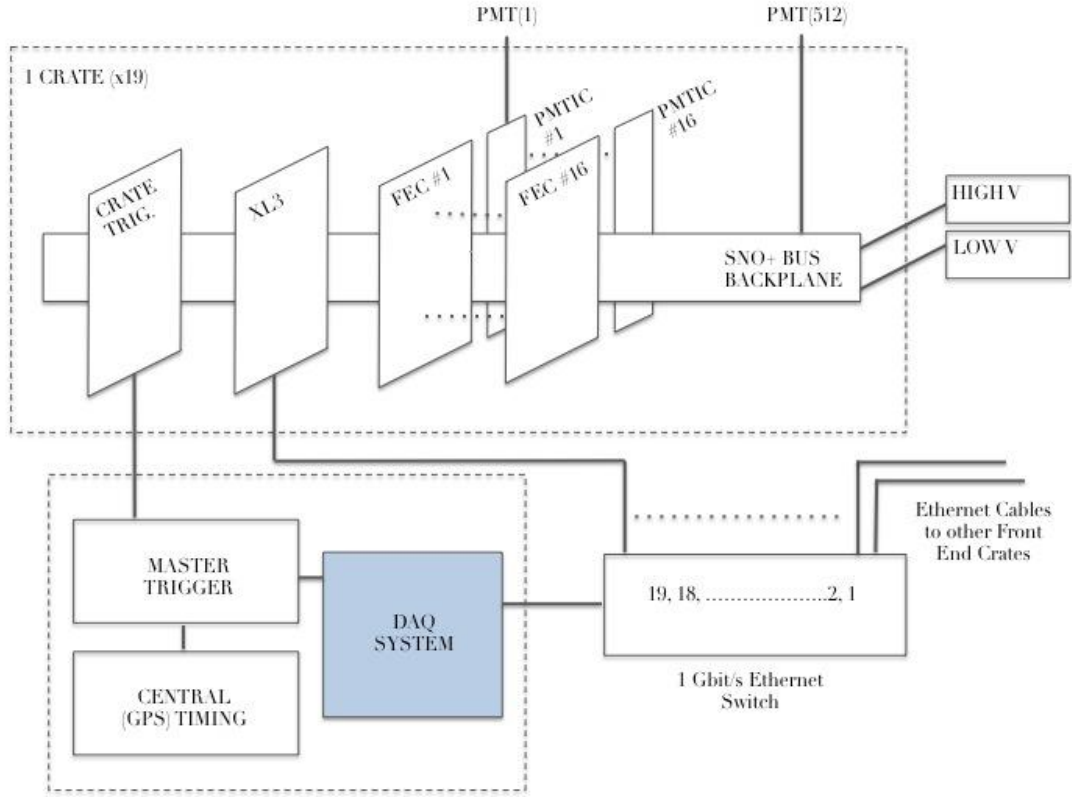 PMT(1)
PMT(512)
1 CRATE (x19)
CRATE
TRIG.
XL3
FEC #1
PMTIC
#1
FEC #16
PMTIC
#16
SNO+ BUS
BACKPLANE
HIGH V
LOW V
Ethernet Cables
to other Front
End Crates
MASTER
TRIGGER
DAQ
SYSTEM
19, 18, ......................2, 1
CENTRAL
(GPS) TIMING
1 Gbit/s Ethernet
Switch